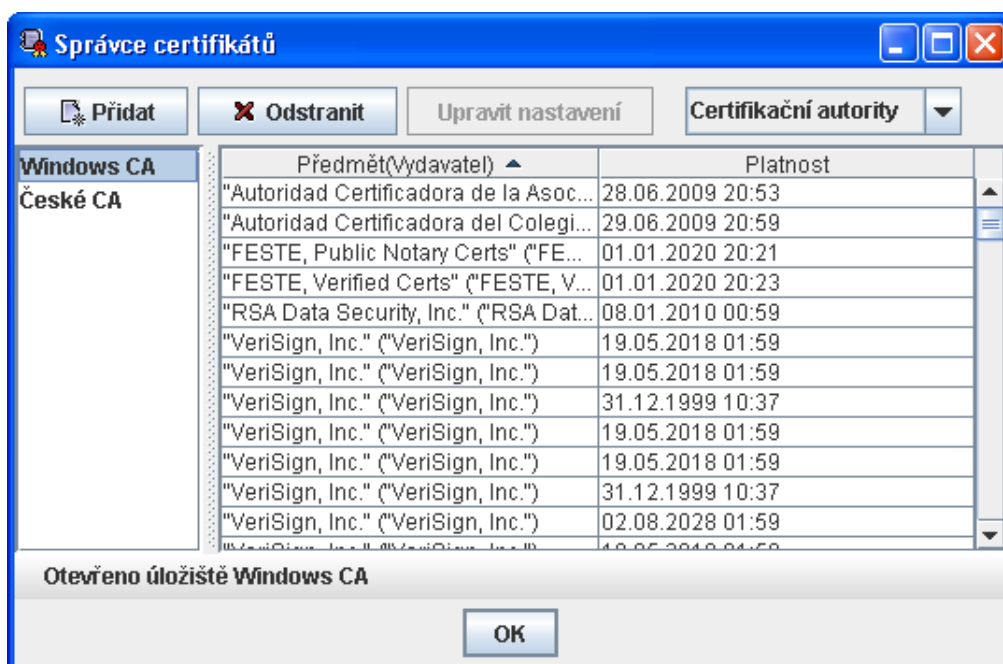 Správce certifikátů
Přidat Odstranit Upravit nastavení Certifikační autority
Windows CA
České CA
Předmět(Vydavatel) Platnost
"Autoridad Certificadora de la Asoc... 28.06.2009 20:53
"Autoridad Certificadora del Colegi... 29.06.2009 20:59
"FESTE, Public Notary Certs" ("FE... 01.01.2020 20:21
"FESTE, Verified Certs" ("FESTE, V... 01.01.2020 20:23
"RSA Data Security, Inc." ("RSA Dat... 08.01.2010 00:59
"VeriSign, Inc." ("VeriSign, Inc.") 19.05.2018 01:59
"VeriSign, Inc." ("VeriSign, Inc.") 19.05.2018 01:59
"VeriSign, Inc." ("VeriSign, Inc.") 31.12.1999 10:37
"VeriSign, Inc." ("VeriSign, Inc.") 19.05.2018 01:59
"VeriSign, Inc." ("VeriSign, Inc.") 19.05.2018 01:59
"VeriSign, Inc." ("VeriSign, Inc.") 31.12.1999 10:37
"VeriSign, Inc." ("VeriSign, Inc.") 02.08.2028 01:59
Otevřeno úložiště Windows CA
OK